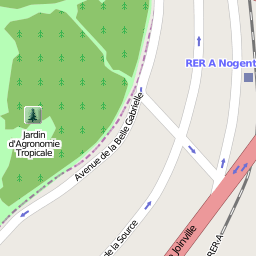 RER A Nogent
Jardin
d'Agronomie
Tropicale
Avenue de la Belle Gabrielle
de la Source
Joinville
RER-A